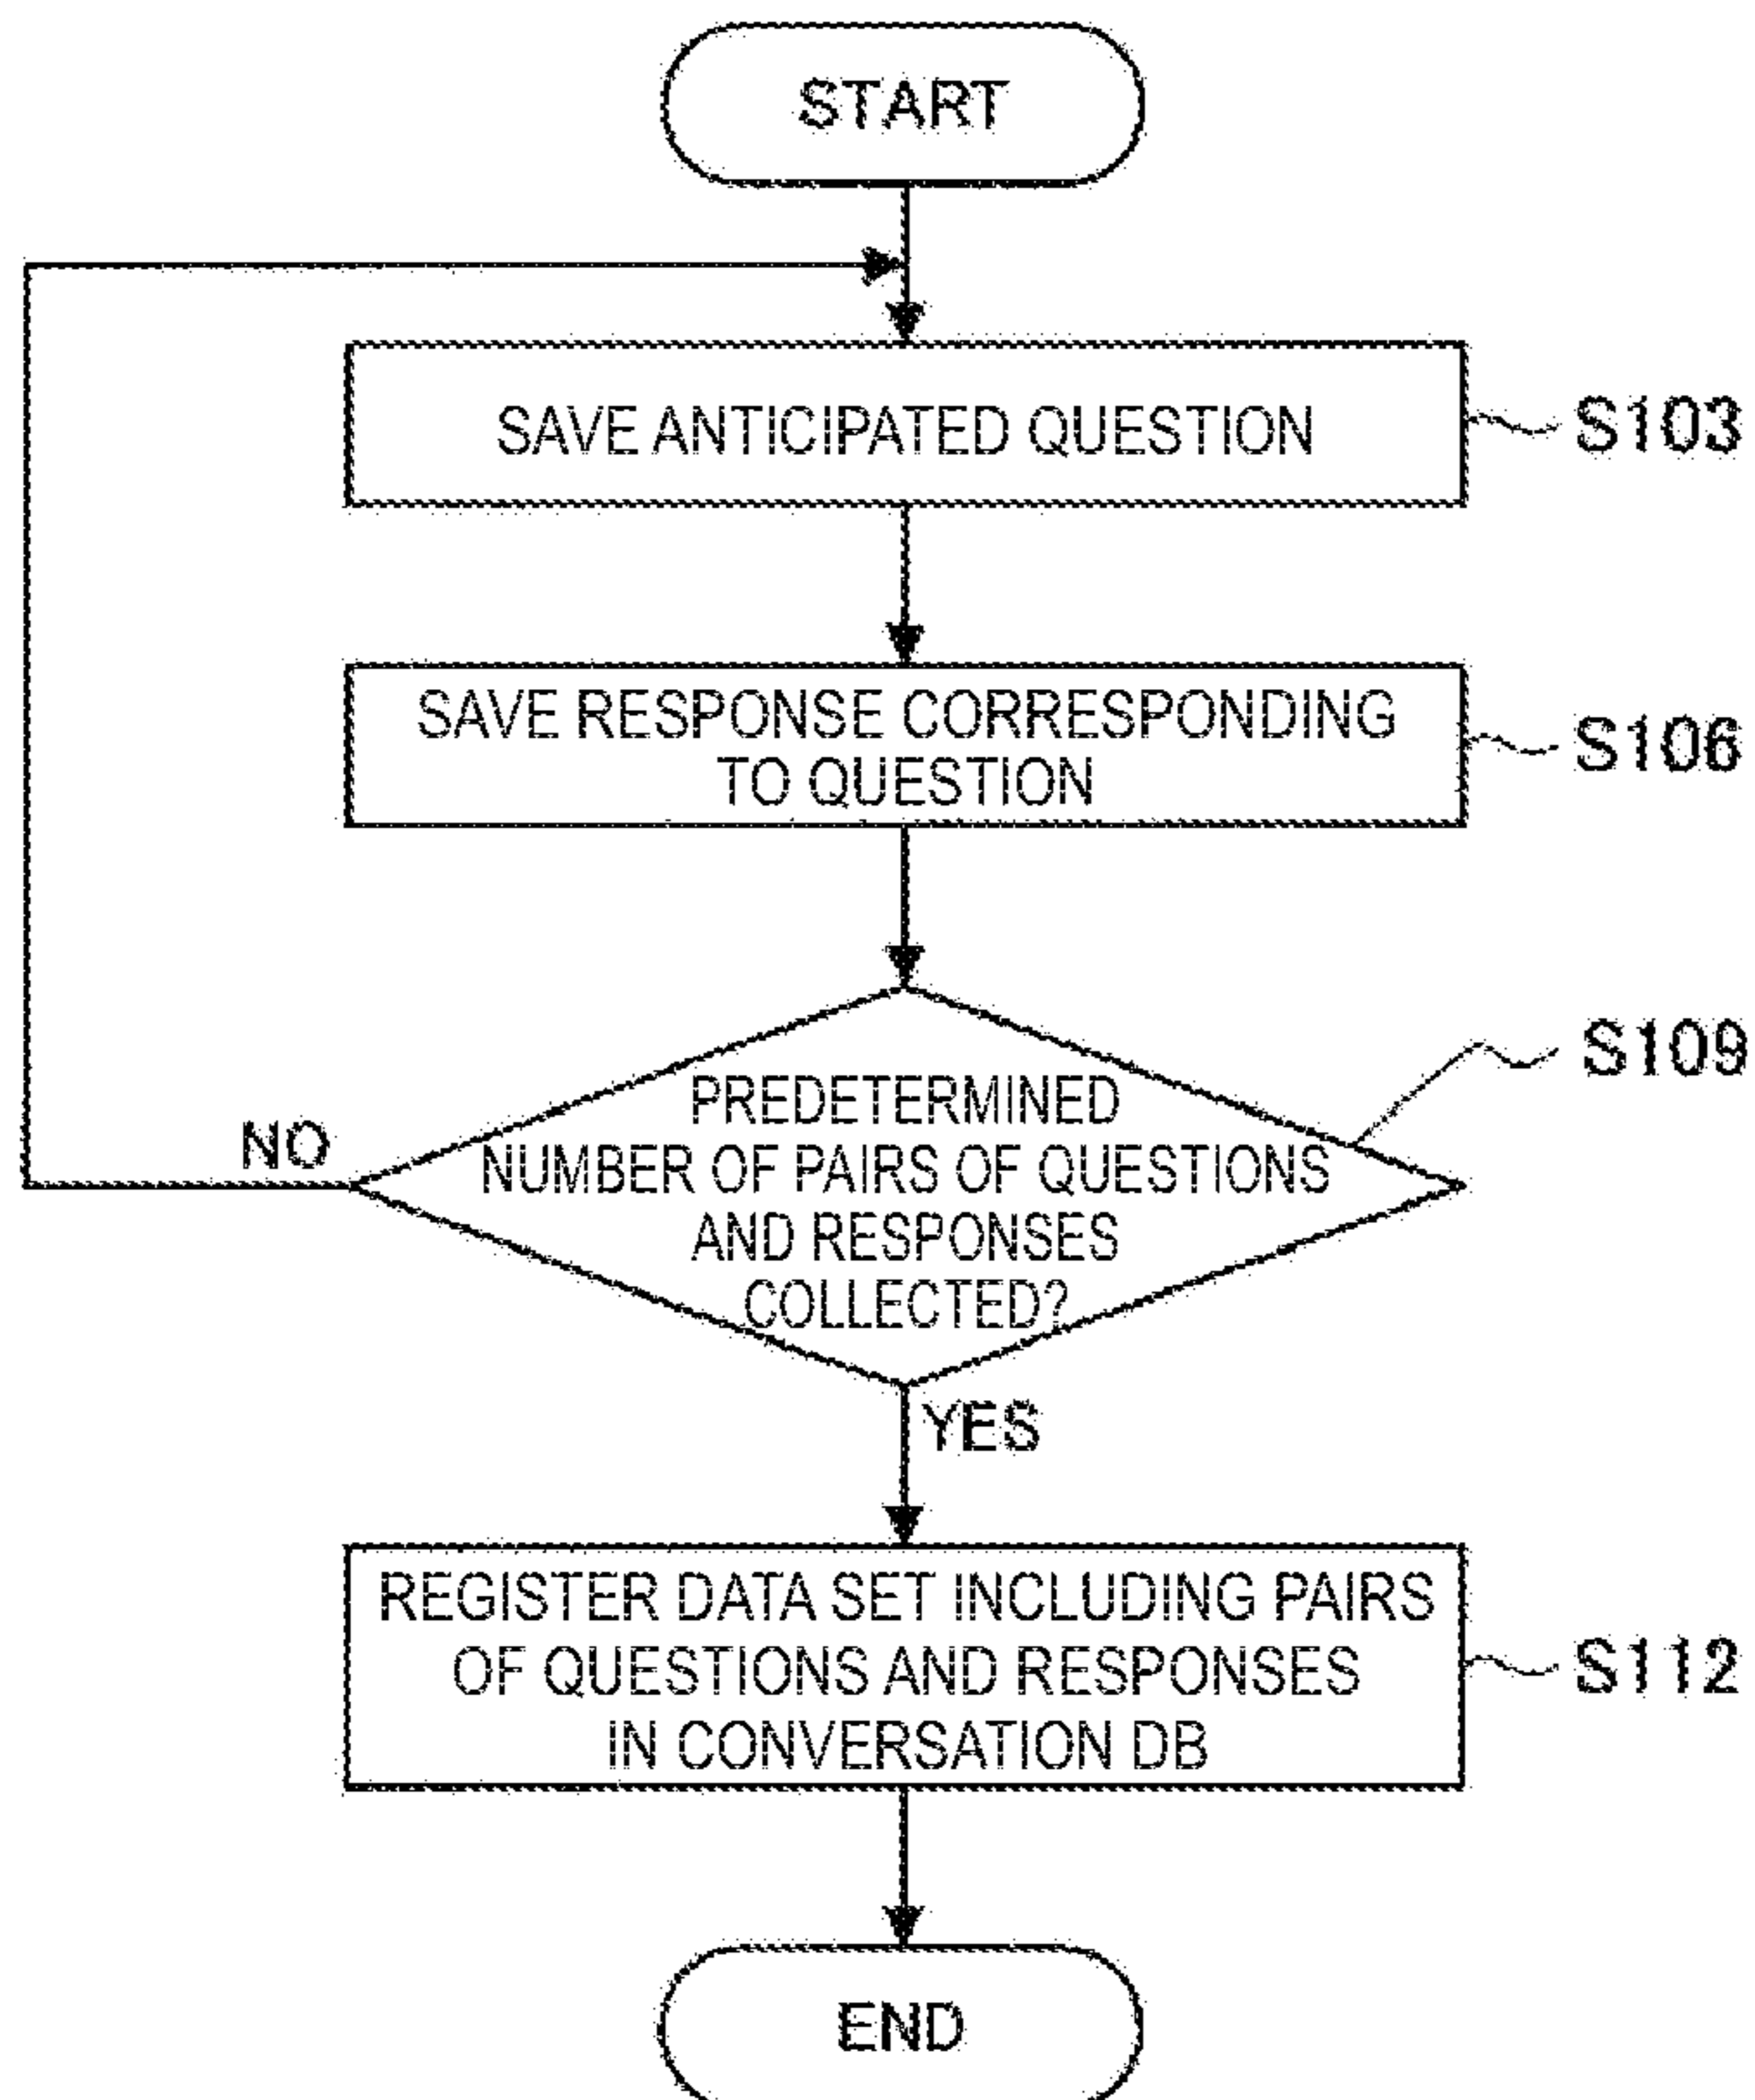 START
SAVE ANTICIPATED QUESTION
S103
SAVE RESPONSE CORRESPONDING
TO QUESTION
S106
S109
PREDETERMINED
NUMBER OF PAIRS OF QUESTIONS
AND RESPONSES
COLLECTED?
NO
YES
REGISTER DATA SET INCLUDING PAIRS
OF QUESTIONS AND RESPONSES
IN CONVERSATION DB
S112
END